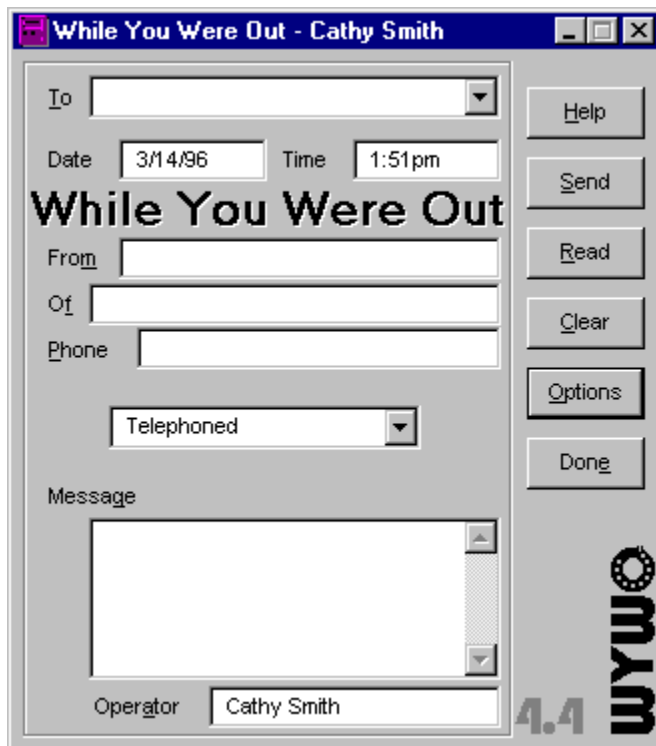 While You Were Out - Cathy Smith
To
Date 3/14/96 Time 1:51pm
While You Were Out
From
Of
Phone
Telephoned
Message
Operator Cathy Smith
Help
Send
Read
Clear
Options
Done
4.4
WYWO